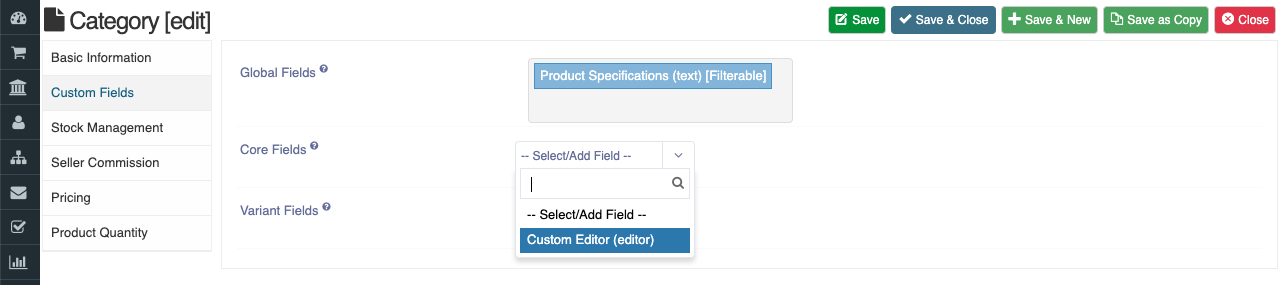 Category [edit]
Save
Save & Close
Save & New
Save as Copy
Close
Basic Information
Custom Fields
Stock Management
Seller Commission
Pricing
Product Quantity
Global Fields
Product Specifications (text) [Filterable]
Core Fields
-- Select/Add Field --
-- Select/Add Field --
Custom Editor (editor)
Variant Fields